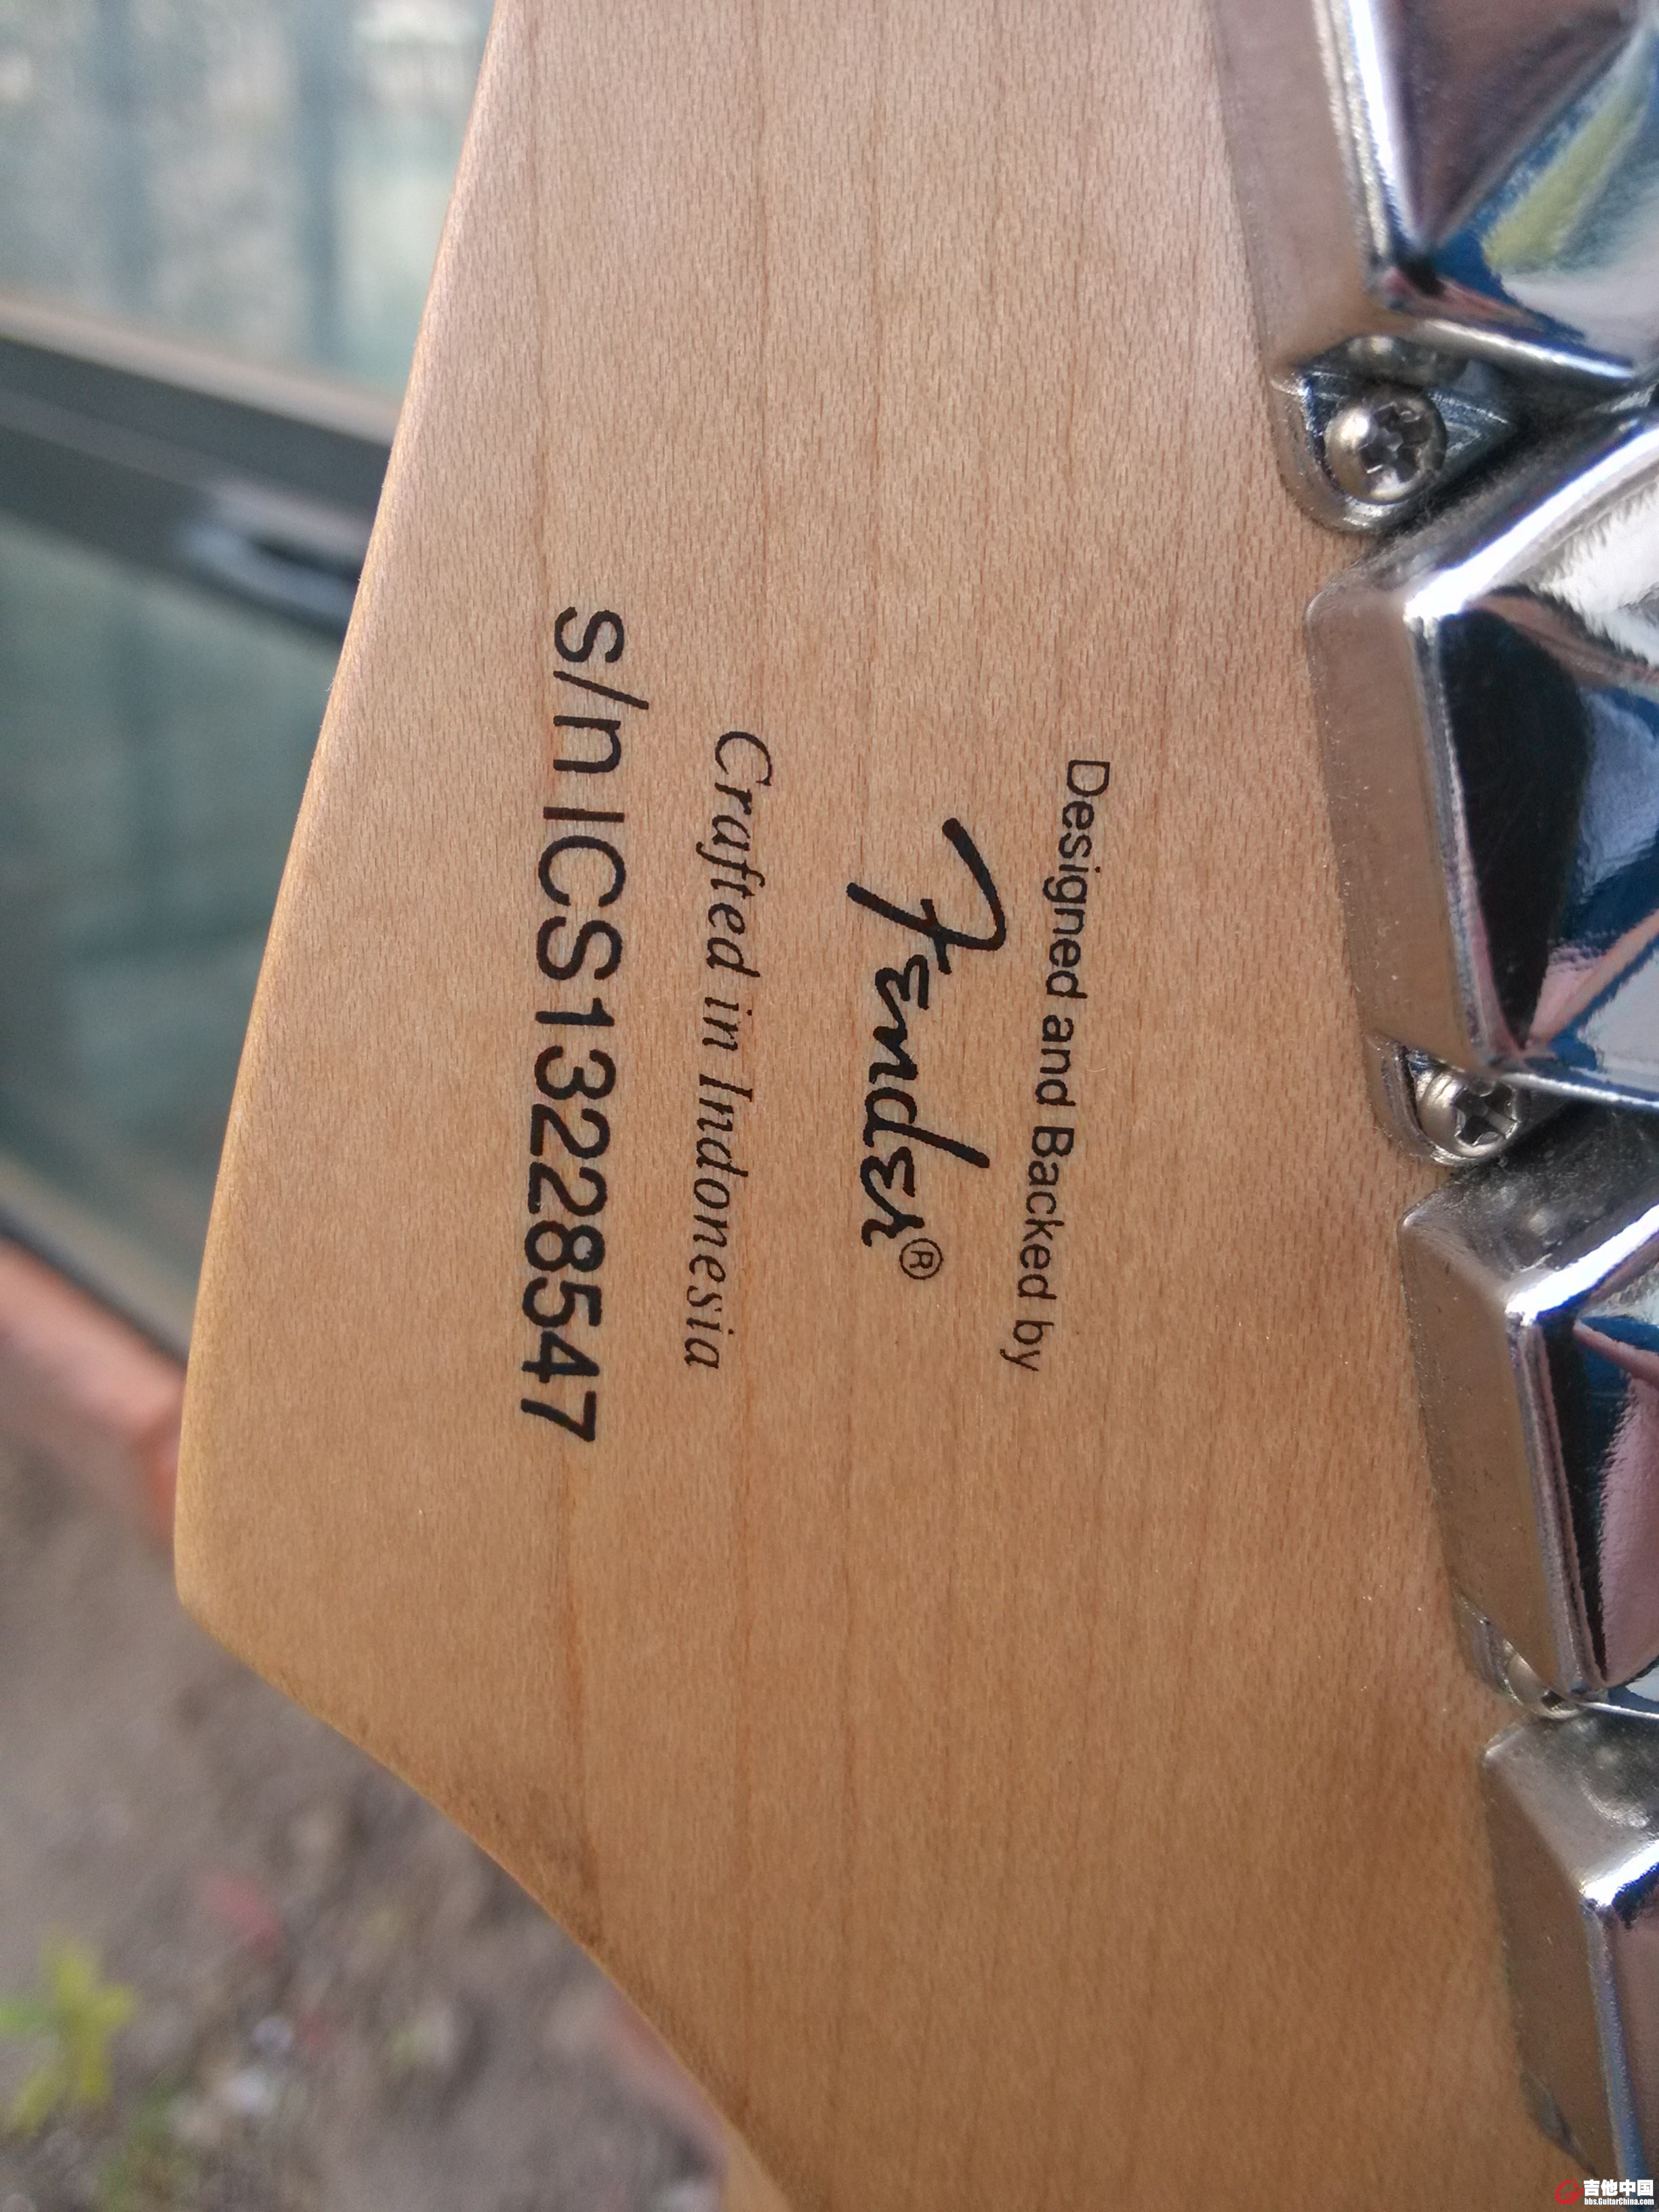 Designed and Backed by
Fender®
Crafted in Indonesia
s/n ICS13228547
吉他中国
bbs.GuitarChina.com